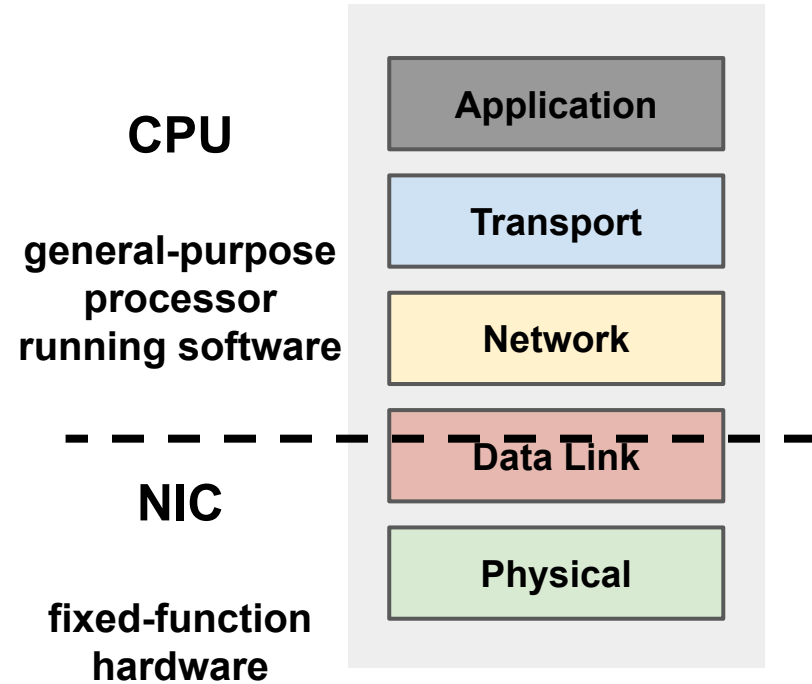 CPU
general-purpose
processor
running software
NIC
fixed-function
hardware
Application
Transport
Network
Data Link
Physical